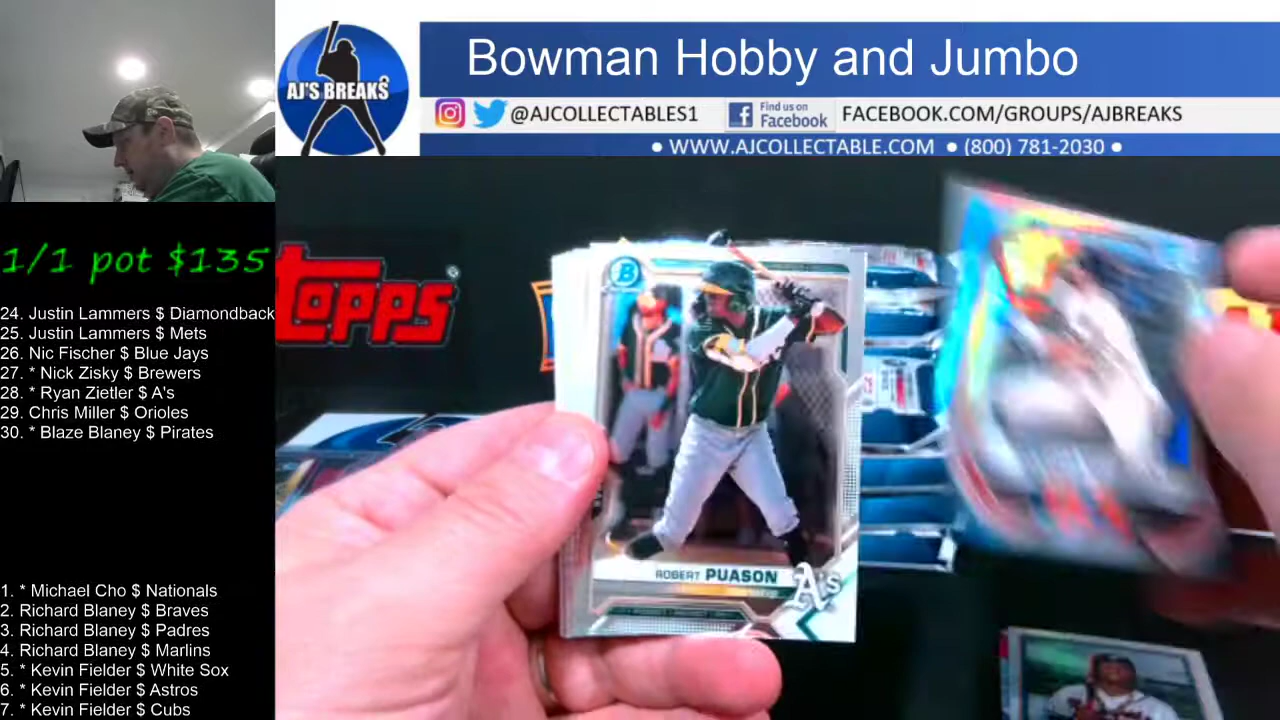 Bowman Hobby and Jumbo
AJ'S BREAKS
@AJCOLLECTABLES1
Find us on
Facebook
FACEBOOK.COM/GROUPS/AJBREAKS
• WWW.AJCOLLECTABLE.COM • (800) 781-2030 •
1/1 pot $135
24. Justin Lammers $ Diamondback
25. Justin Lammers $ Mets
26. Nic Fischer $ Blue Jays
27. * Nick Zisky $ Brewers
28. * Ryan Zietler $ A's
29. Chris Miller $ Orioles
30. * Blaze Blaney $ Pirates
1. * Michael Cho $ Nationals
2. Richard Blaney $ Braves
3. Richard Blaney $ Padres
4. Richard Blaney $ Marlins
5. * Kevin Fielder $ White Sox
6. * Kevin Fielder $ Astros
7. * Kevin Fielder $ Cubs
Topps
B
ROBERT PUASON
A's